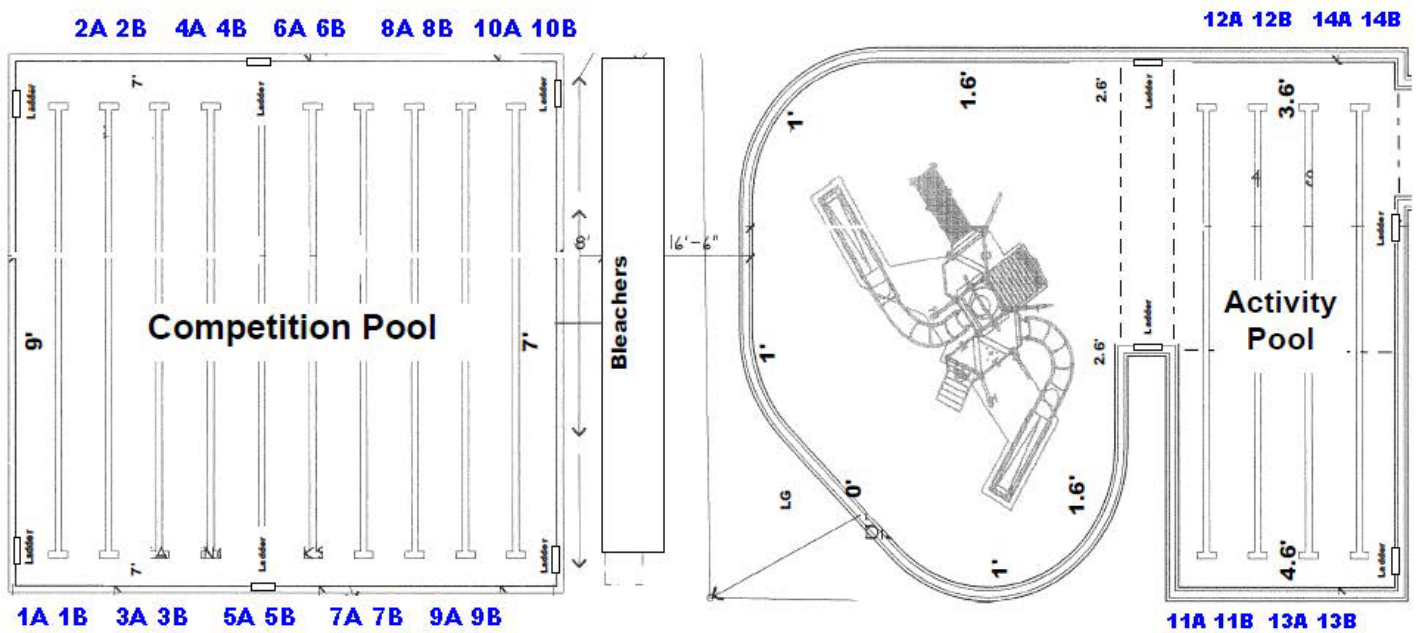 2A 2B 4A 4B 6A 6B 8A 8B 10A 10B
12A 12B 14A 14B
7'
Ladder
Ladder
Ladder
1.6'
2.6'
Ladder
3.6'
1'
4
Ladder
8'
16'-6"
Bleachers
Competition Pool
9'
7'
Activity
Pool
Ladder
2.6'
1'
0'
LG
1.6'
Ladder
Ladder
Ladder
7'
1'
4.6'
Ladder
1A 1B 3A 3B 5A 5B 7A 7B 9A 9B
11A 11B 13A 13B